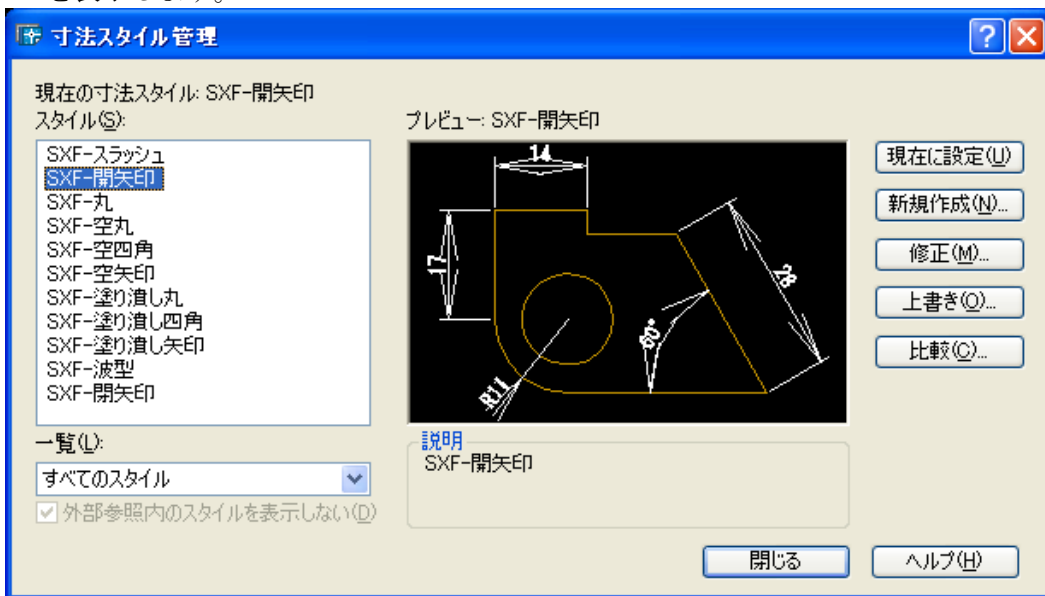 を表示します。
寸法スタイル管理
現在の寸法スタイル: SXF-開矢印
スタイル(S):
SXF-スラッシュ
SXF-開矢印
SXF-丸
SXF-空丸
SXF-空四角
SXF-空矢印
SXF-塗り潰し丸
SXF-塗り潰し四角
SXF-塗り潰し矢印
SXF-波型
SXF-閉矢印
一覧(L):
すべてのスタイル
外部参照内のスタイルを表示しない(D)
プレビュー: SXF-開矢印
14
17
28
60°
R11
説明
SXF-開矢印
現在に設定(U)
新規作成(N)...
修正(M)...
上書き(O)...
比較(C)...
閉じる
ヘルプ(H)